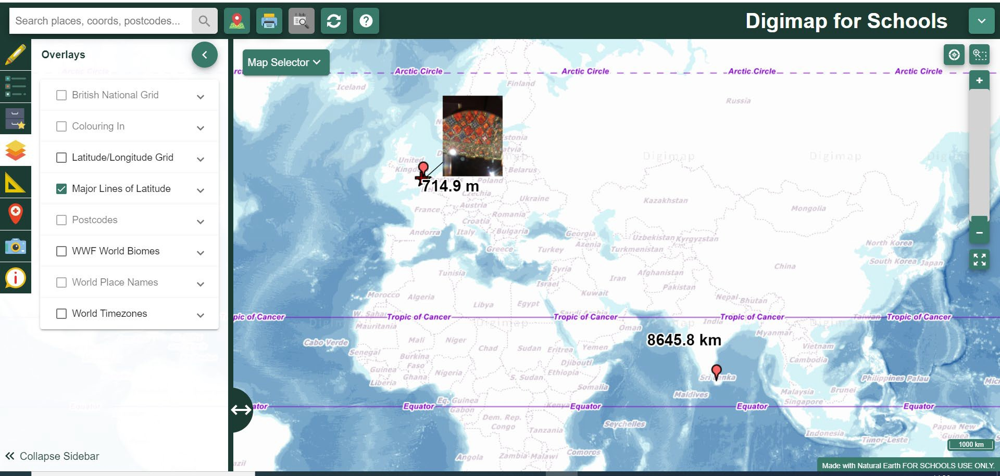 Search places, coords, postcodes...
Digimap for Schools
Overlays
Map Selector
British National Grid
Colouring In
Latitude/Longitude Grid
Major Lines of Latitude
Postcodes
WWF World Biomes
World Place Names
World Timezones
Collapse Sidebar
Arctic Circle
Arctic Circle
Arctic Circle
Arctic Circle
Iceland
Finland
Russia
Estonia
Digimap
Digimap
United
Belarus
Poland
714.9 m
Czechia
Ukraine
Kazakhstan
Mongolia
France
Austria
Romania
Croatia
Andorra
Italy
Bulgaria
Georgia
Azenia
Uzbekistan
Kyrgyzstan
North Korea
Greece
Turkey
Turkmenistan
South Korea
Japan
Tunisia
Syria
Iran
Afghanistan
China
Israel
Pakistan
Morocco
Algeria
Libya
Egypt
Kuwait
Nepal
Bhutan
pic of Cancer
Tropic of Cancer
Tropic of Cancer
Tropic of Cancer
Taiwan
Tropic of Cancer
Mauritania
Digimap
Oman
India
Myanmar
Cabo Verde
Mali
Niger
Chad
Sudan
Eritrea
Yemen
8645.8 km
Vietnam
Senegal
Burkina
Faso
Djibouti
Cambodia
Guinea
Ghana
Nigeria
S. Sudan
Ethiopia
Liberia
Somalia
Philippines
Palau
Maldives
Malaysia
Brunei
Singapore
ator
Equator
Eq. Guinea
Gabon
Kenya
Equator
Equator
Equator
Dem. Rep.
Congo
Tanzania
Seychelles
Indonesia
Papua New
Guinea
Timor-Leste
1000 km
Angola
Zambia
Malawi
Comoros
Made with Natural Earth FOR SCHOOLS USE ONLY.